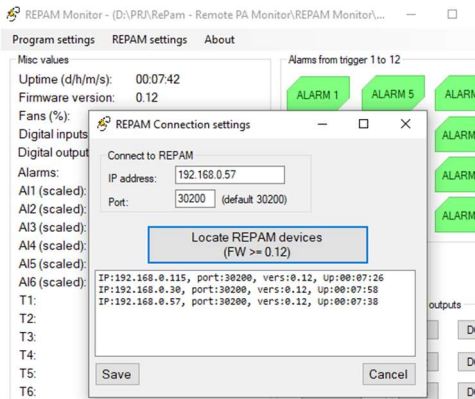 REPAM Monitor - (D:\PRJ\RePam - Remote PA Monitor\REPAM Monitor\...
Program settings REPAM settings About
Misc values
Alarms from trigger 1 to 12
Uptime (d/h/m/s): 00:07:42
Firmware version: 0.12
Fans (%):
Digital inputs
Digital output
Alarms:
AI1 (scaled):
AI2 (scaled):
AI3 (scaled):
AI4 (scaled):
AI5 (scaled):
AI6 (scaled):
T1:
T2:
T3:
T4:
T5:
T6:
ALARM 1 ALARM 5 ALARM
ALARM
ALARM
ALARM
outputs
REPAM Connection settings
Connect to REPAM
IP address: 192.168.0.57
Port: 30200 (default 30200)
Locate REPAM devices
(FW >= 0.12)
IP:192.168.0.115, port:30200, vers:0.12, Up:00:07:26
IP:192.168.0.30, port:30200, vers:0.12, Up:00:07:58
IP:192.168.0.57, port:30200, vers:0.12, Up:00:07:38
Save Cancel